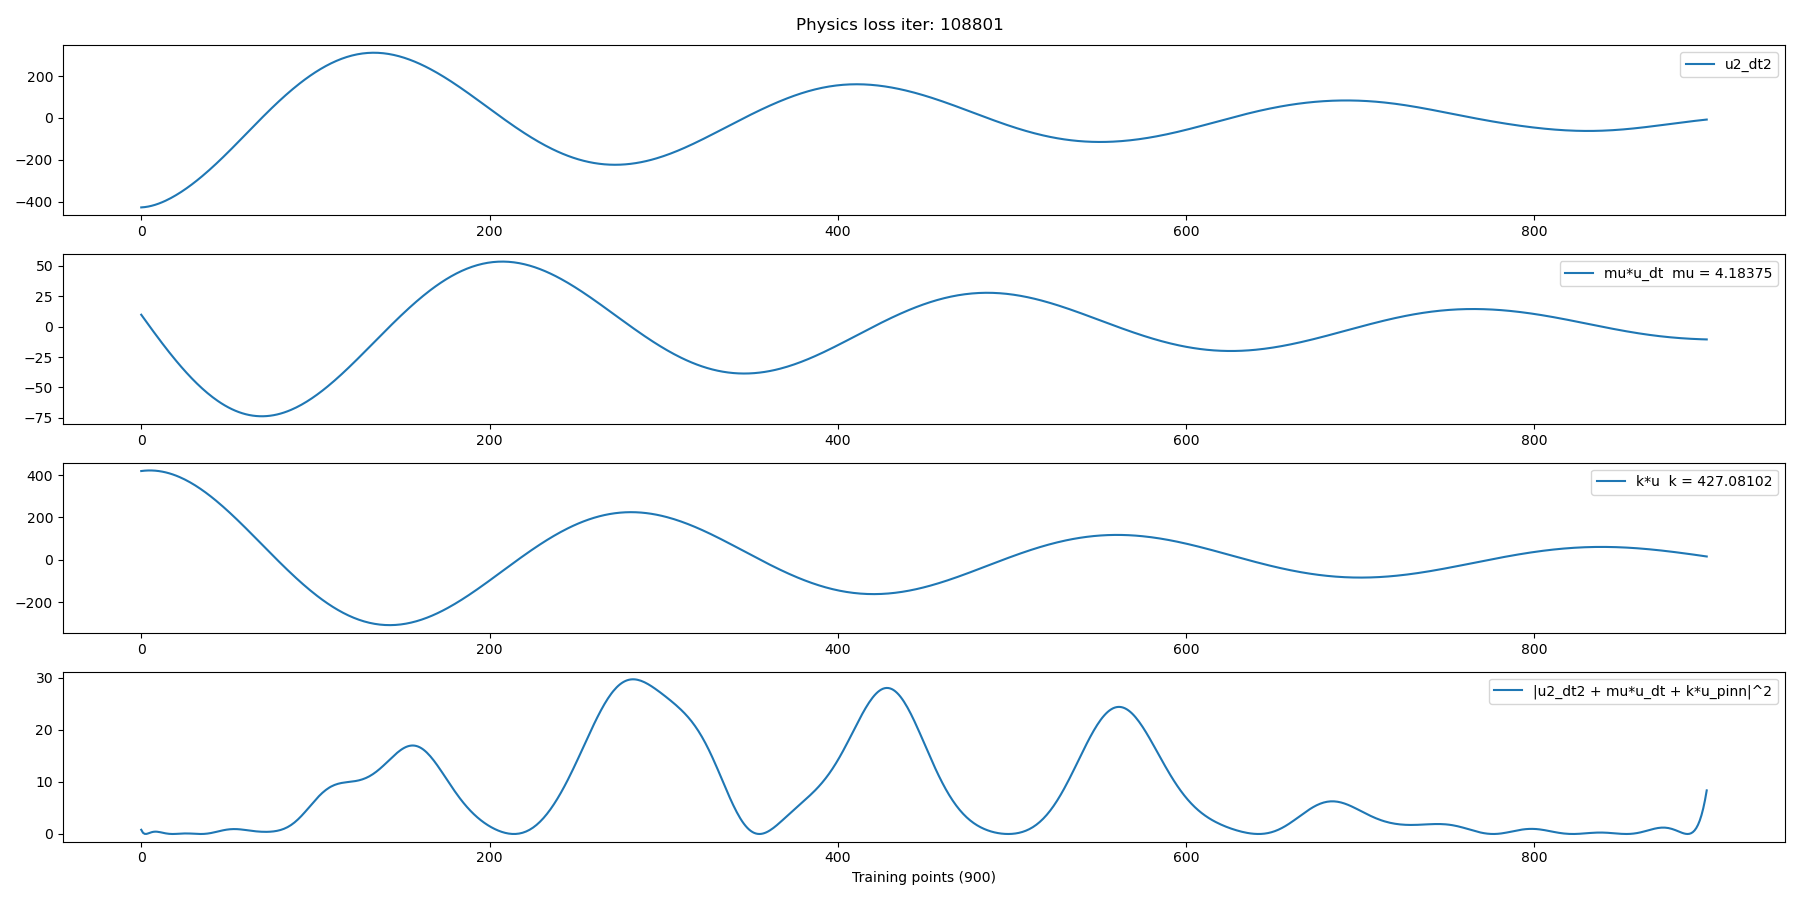 Physics loss iter: 108801
u2_dt2
200
0
−200
−400
0 200 400 600 800
mu*u_dt  mu = 4.18375
50
25
0
−25
−50
−75
0 200 400 600 800
k*u  k = 427.08102
400
200
0
−200
0 200 400 600 800
|u2_dt2 + mu*u_dt + k*u_pinn|^2
30
20
10
0
0 200 400 600 800
Training points (900)